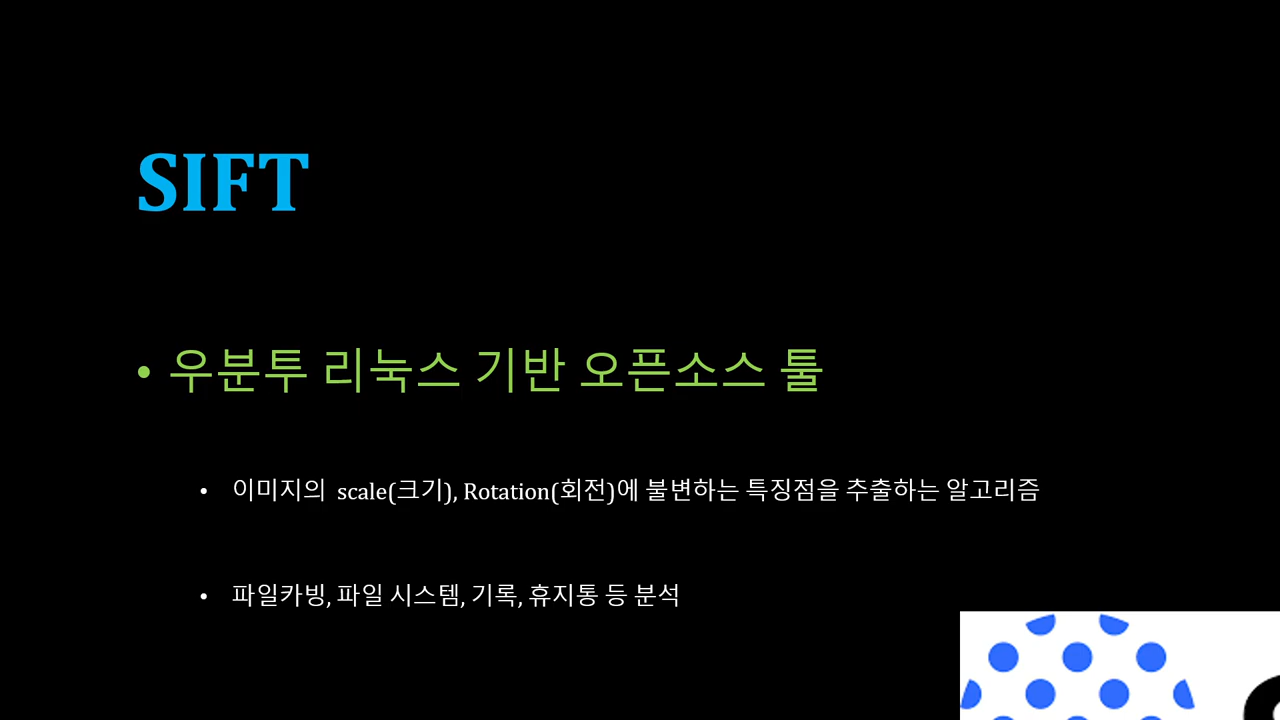 SIFT
• 우분투 리눅스 기반 오픈소스 툴
• 이미지의 scale(크기), Rotation(회전)에 불변하는 특징점을 추출하는 알고리즘
• 파일카빙, 파일 시스템, 기록, 휴지통 등 분석